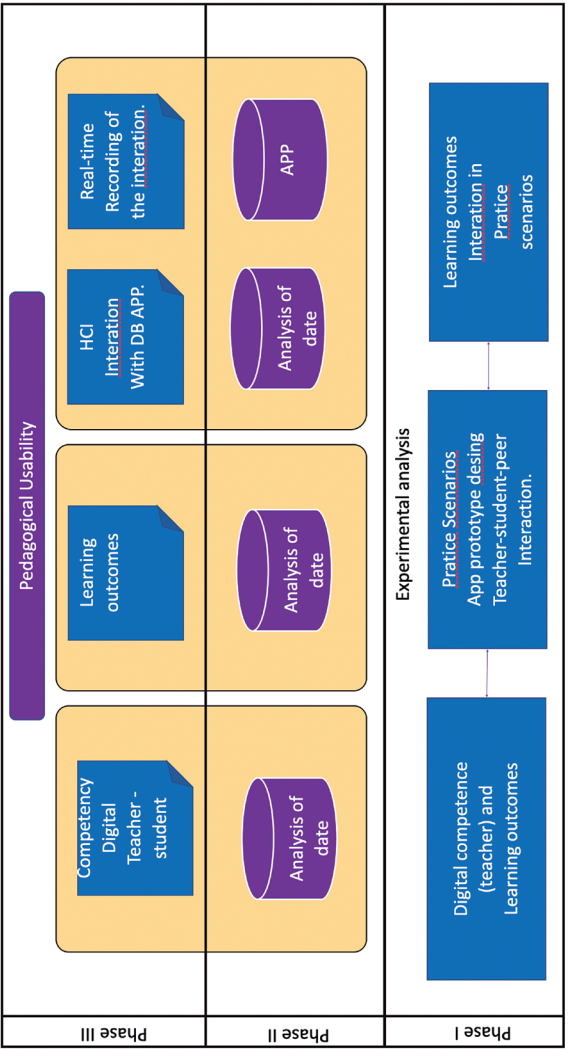 Pedagogical Usability
Phase III
Competency
Digital
Teacher -
student
Learning
outcomes
HCI
Interation
With DB APP.
Real-time
Recording of
the interation.
Phase II
Analysis of
date
Analysis of
date
Analysis of
date
APP
Experimental analysis
Phase I
Digital competence
(teacher) and
Learning outcomes
Pratice Scenarios
App prototype desing
Teacher-student-peer
Interaction.
Learning outcomes
Interation in
Pratice
scenarios